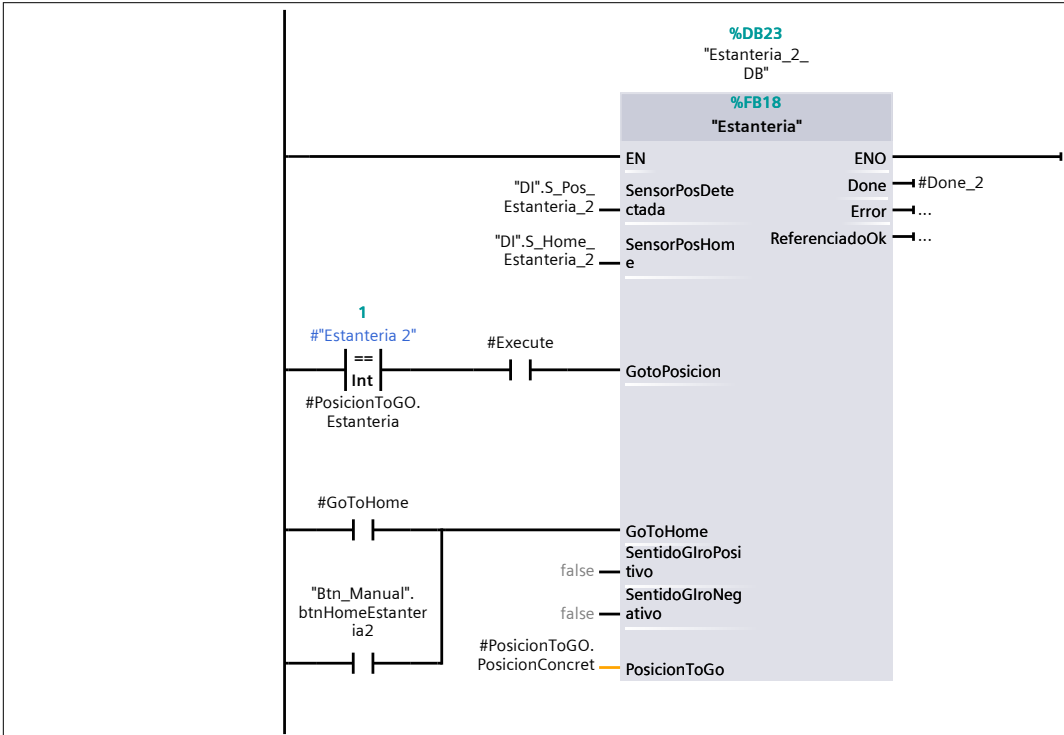 %DB23
"Estanteria_2_
DB"
%FB18
"Estanteria"
EN
ENO
"DI".S_Pos_
Estanteria_2
SensorPosDete
ctada
Done
#Done_2
Error
...
"DI".S_Home_
Estanteria_2
SensorPosHom
e
ReferenciadoOk
...
1
#"Estanteria 2"
==
Int
#PosicionToGO.
Estanteria
#Execute
GotoPosicion
#GoToHome
GoToHome
"Btn_Manual".
btnHomeEstanter
ia2
false
SentidoGIroPosi
tivo
false
SentidoGIroNeg
ativo
#PosicionToGO.
PosicionConcret
PosicionToGo